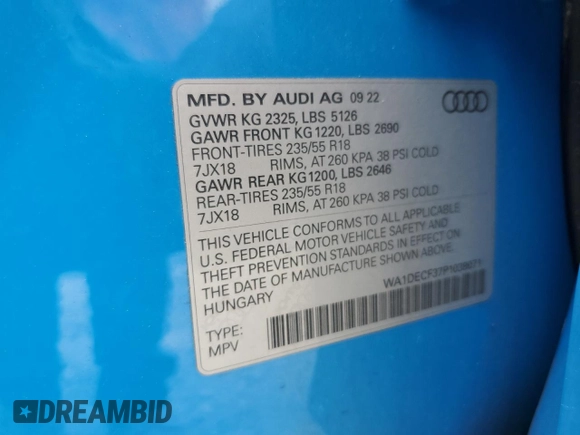 MFD. BY AUDI AG 09 22
GVWR KG 2325, LBS 5126
GAWR FRONT KG 1220, LBS 2690
FRONT-TIRES 235/55 R18
7JX18 RIMS, AT 260 KPA 38 PSI COLD
GAWR REAR KG 1200, LBS 2646
REAR-TIRES 235/55 R18
7JX18 RIMS, AT 260 KPA 38 PSI COLD
THIS VEHICLE CONFORMS TO ALL APPLICABLE
U.S. FEDERAL MOTOR VEHICLE SAFETY AND
THEFT PREVENTION STANDARDS IN EFFECT ON
THE DATE OF MANUFACTURE SHOWN ABOVE.
HUNGARY
WA1DECF37P1038071
TYPE:
MPV
DREAMBID